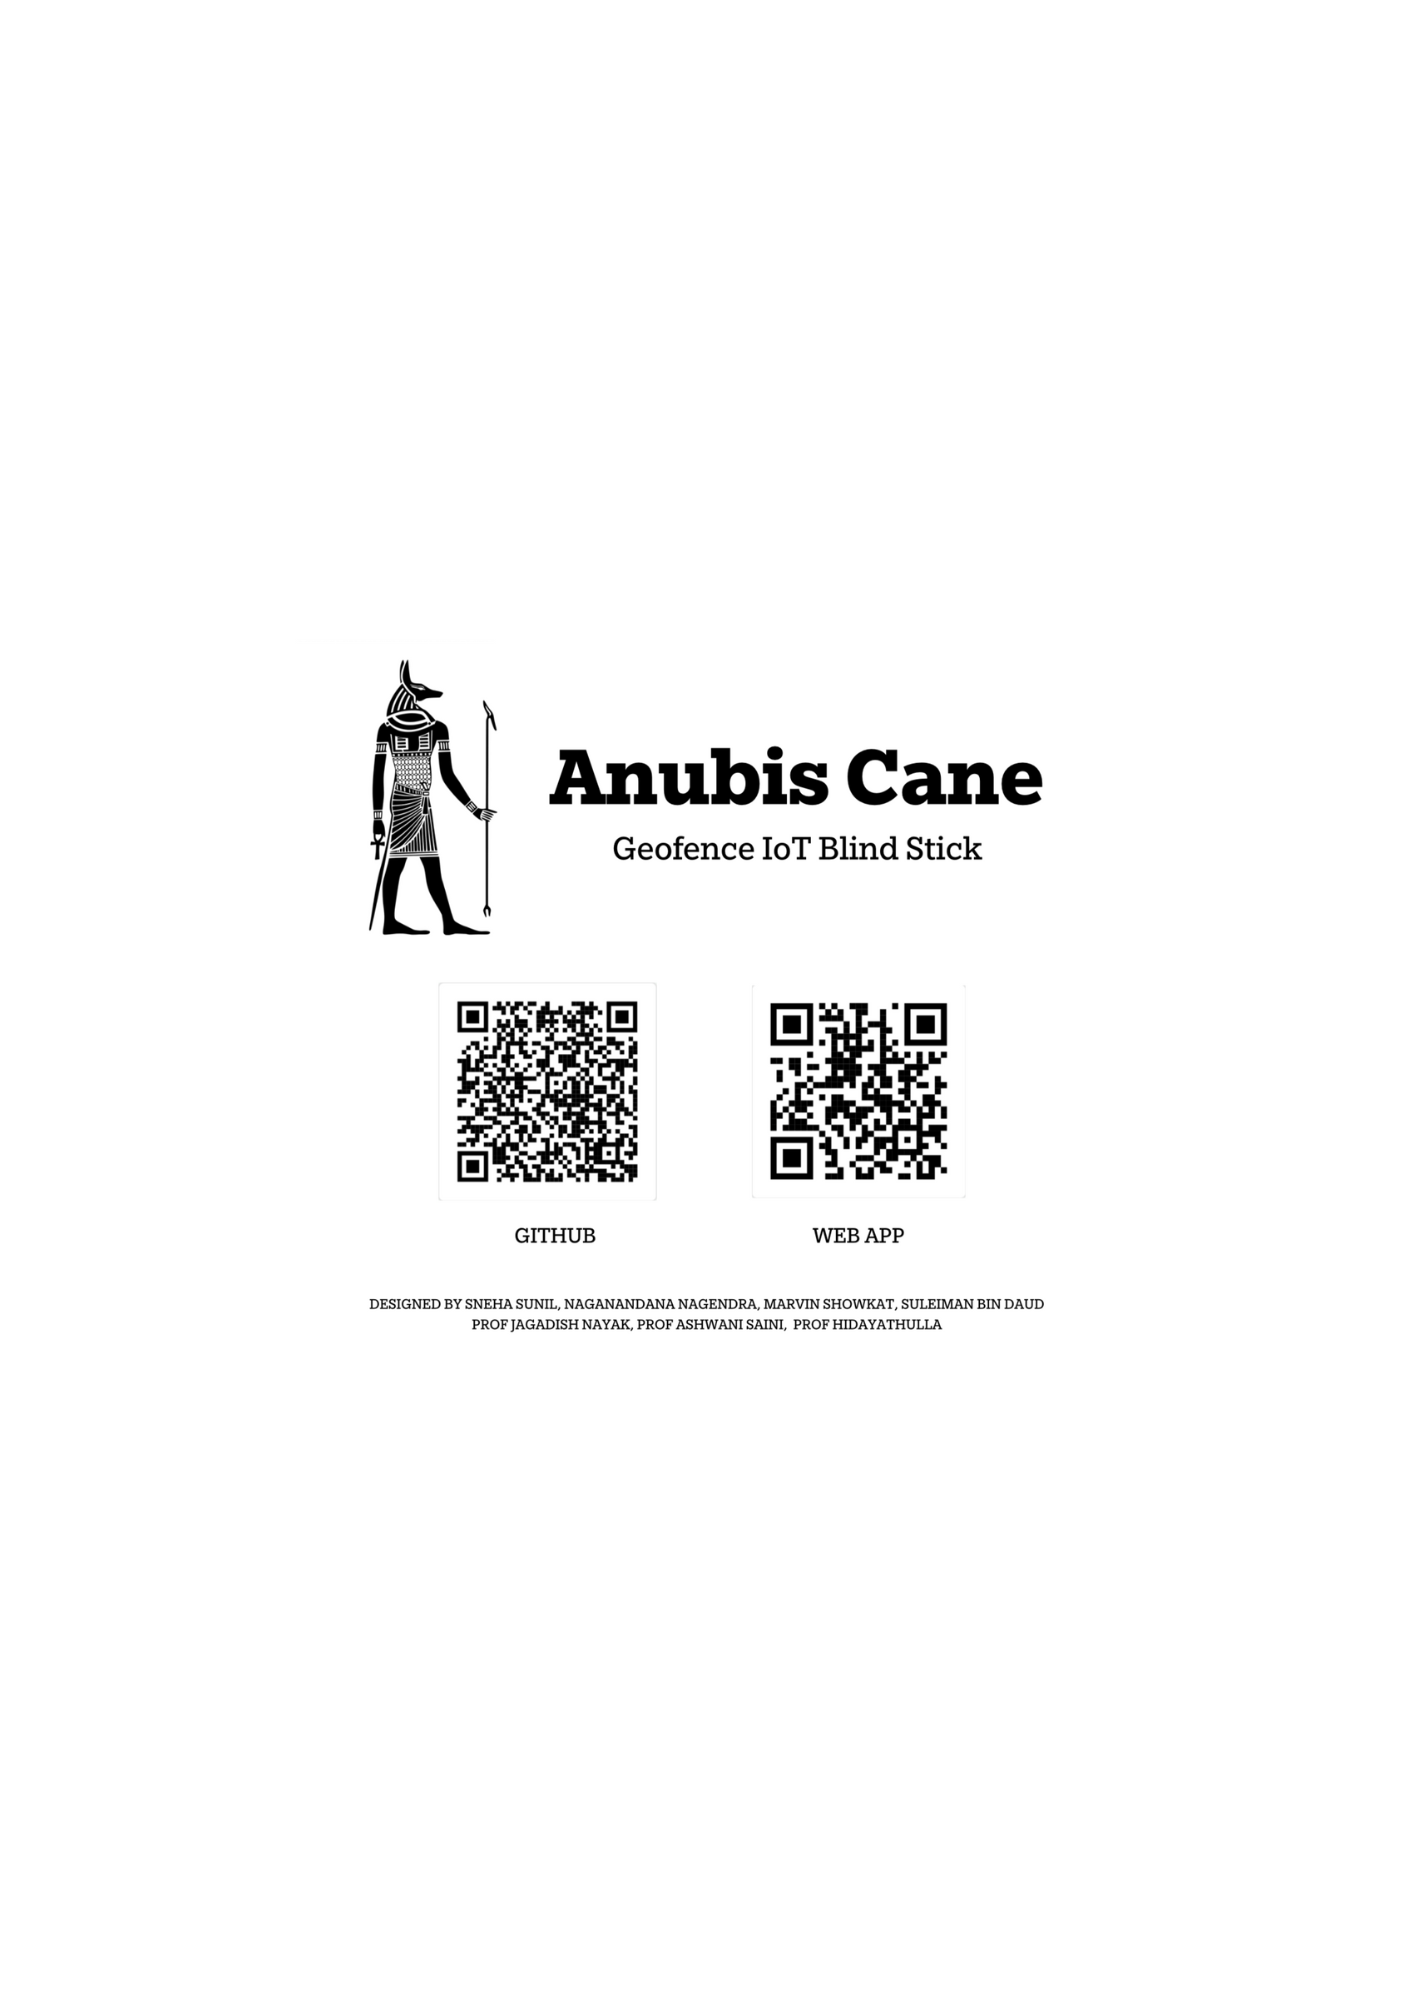 Anubis Cane
Geofence IoT Blind Stick
GITHUB
WEB APP
DESIGNED BY SNEHA SUNIL, NAGANANDANA NAGENDRA, MARVIN SHOWKAT, SULEIMAN BIN DAUD
PROF JAGADISH NAYAK, PROF ASHWANI SAINI, PROF HIDAYATHULLA